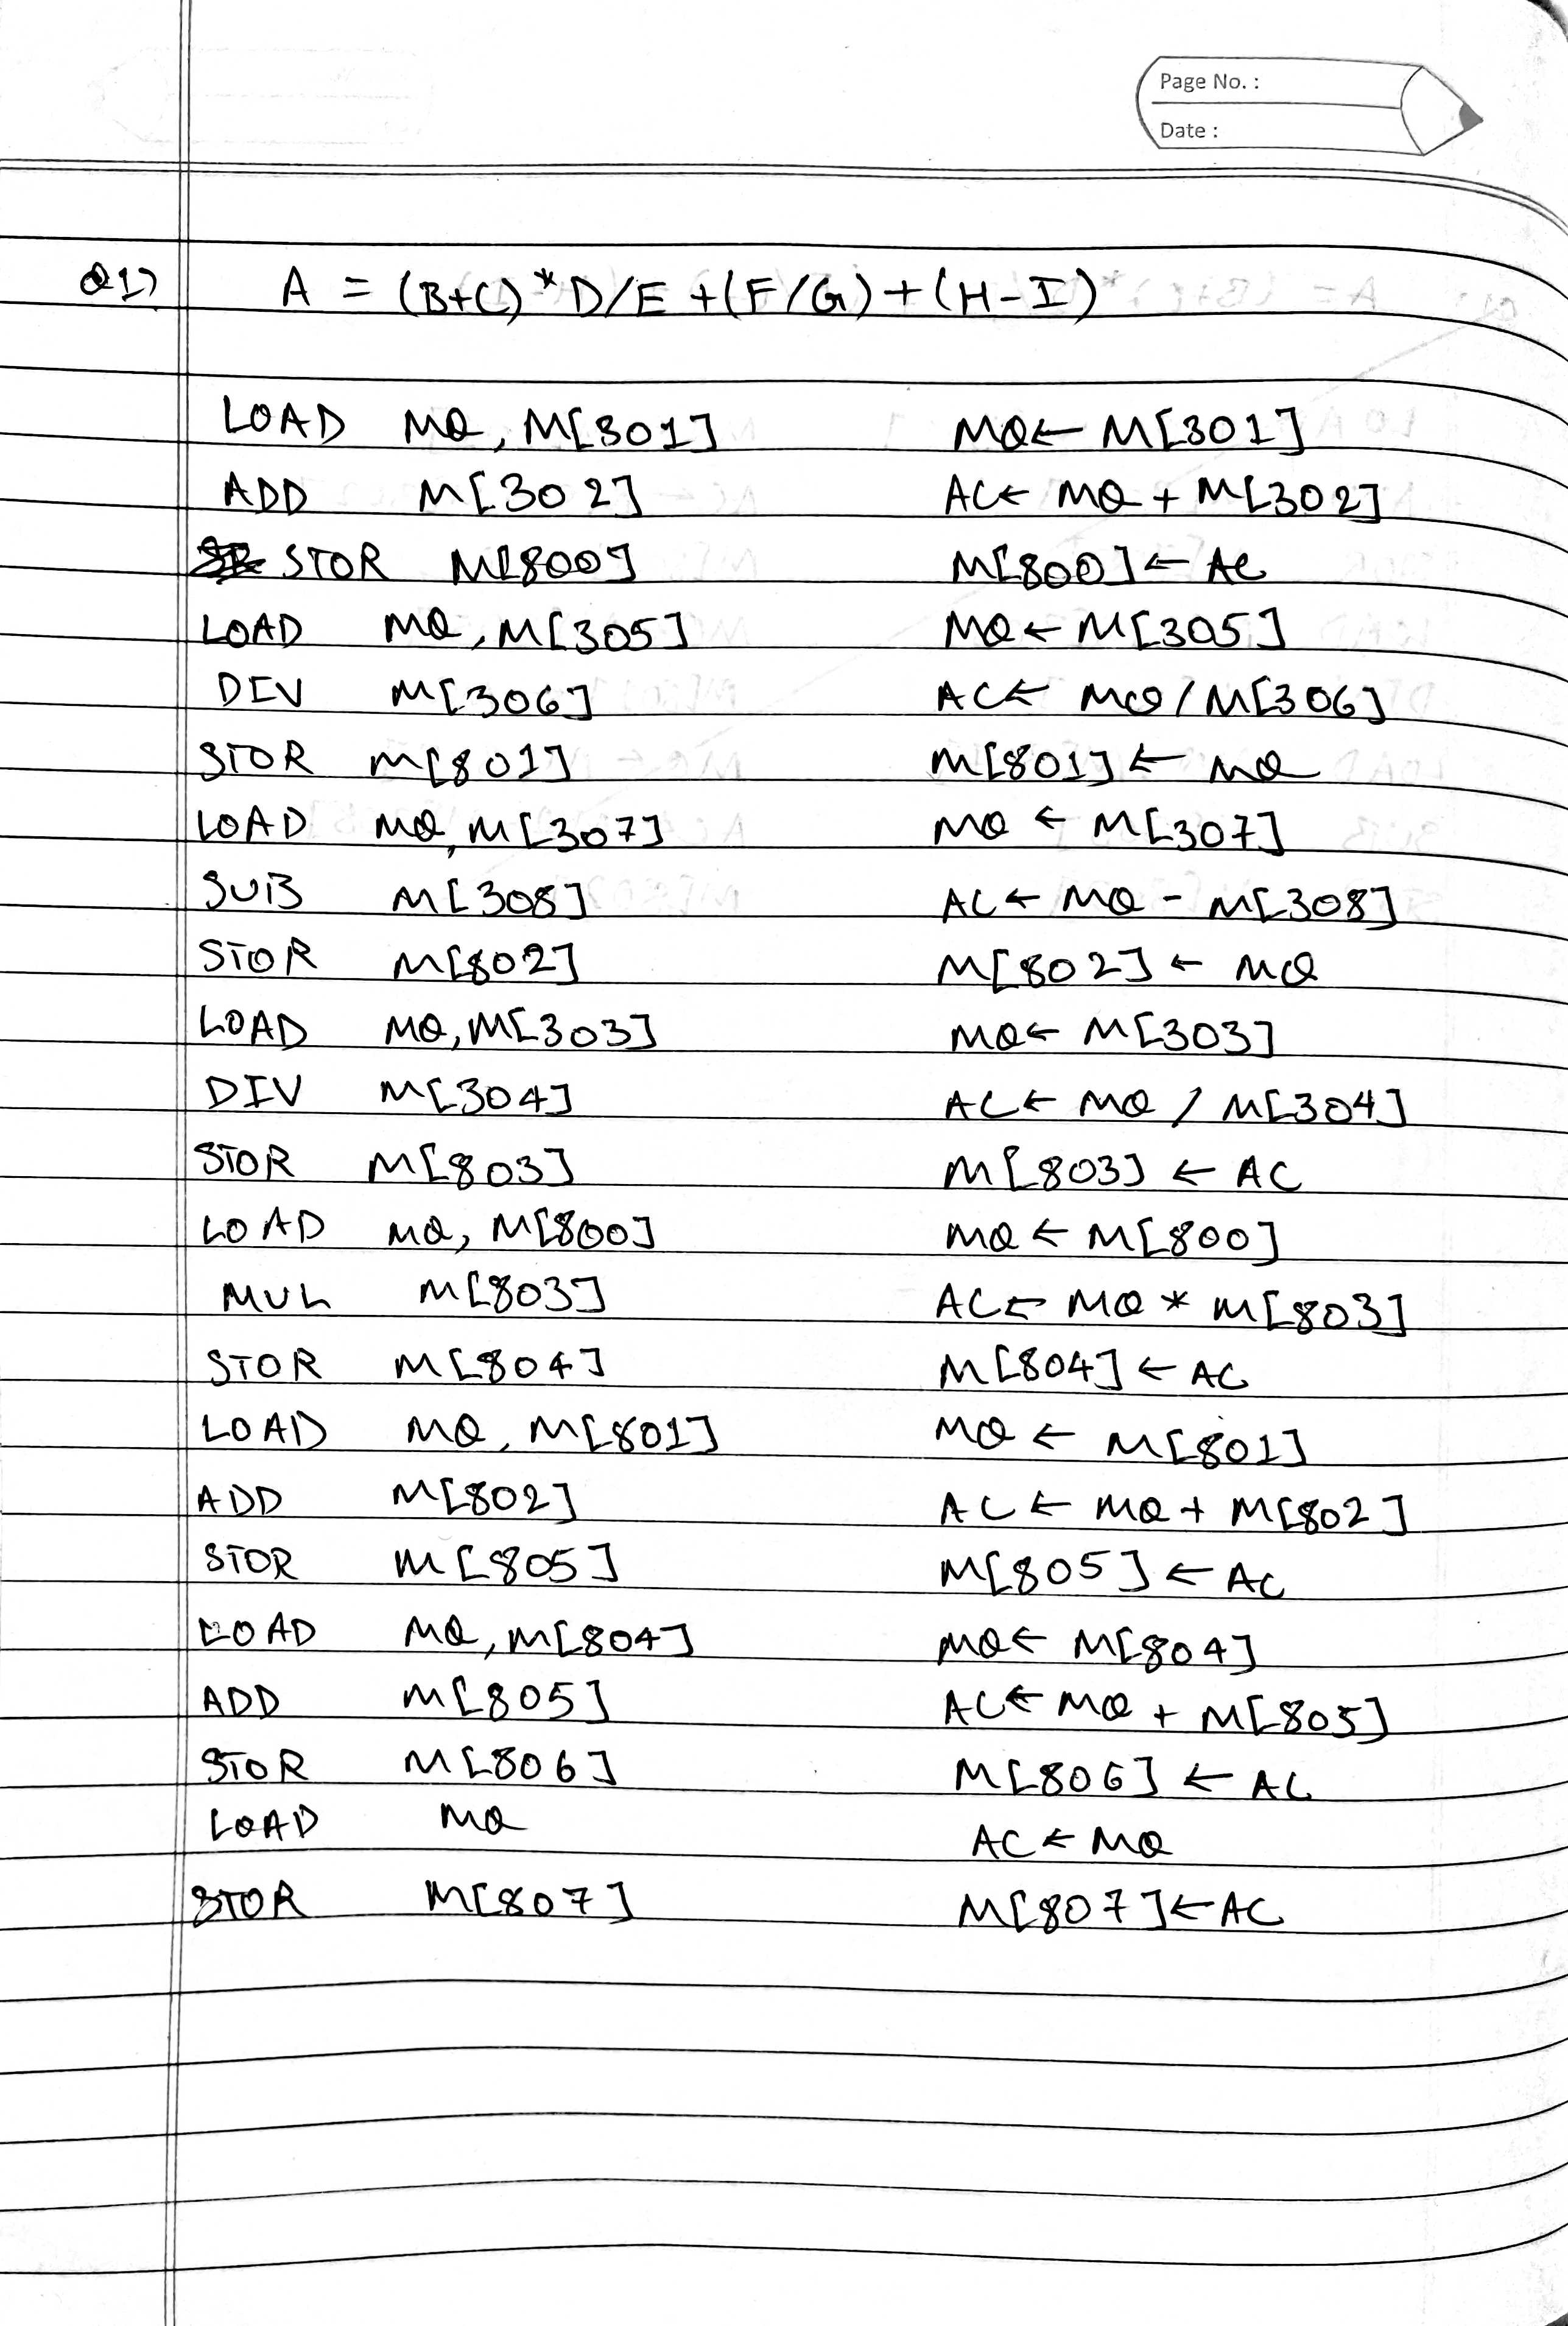 Page No. :
Date :
Q1) A = (B+C) * D/E + (F/G) + (H-I)
LOAD MQ, M[301] MQ ← M[301]
ADD M[302] AC ← MQ + M[302]
STOR M[800] M[800] ← AC
LOAD MQ, M[305] MQ ← M[305]
DIV M[306] AC ← MQ / M[306]
STOR M[801] M[801] ← MQ
LOAD MQ, M[307] MQ ← M[307]
SUB M[308] AC ← MQ - M[308]
STOR M[802] M[802] ← MQ
LOAD MQ, M[303] MQ ← M[303]
DIV M[304] AC ← MQ / M[304]
STOR M[803] M[803] ← AC
LOAD MQ, M[800] MQ ← M[800]
MUL M[803] AC ← MQ * M[803]
STOR M[804] M[804] ← AC
LOAD MQ, M[801] MQ ← M[801]
ADD M[802] AC ← MQ + M[802]
STOR M[805] M[805] ← AC
LOAD MQ, M[804] MQ ← M[804]
ADD M[805] AC ← MQ + M[805]
STOR M[806] M[806] ← AC
LOAD MQ AC ← MQ
STOR M[807] M[807] ← AC